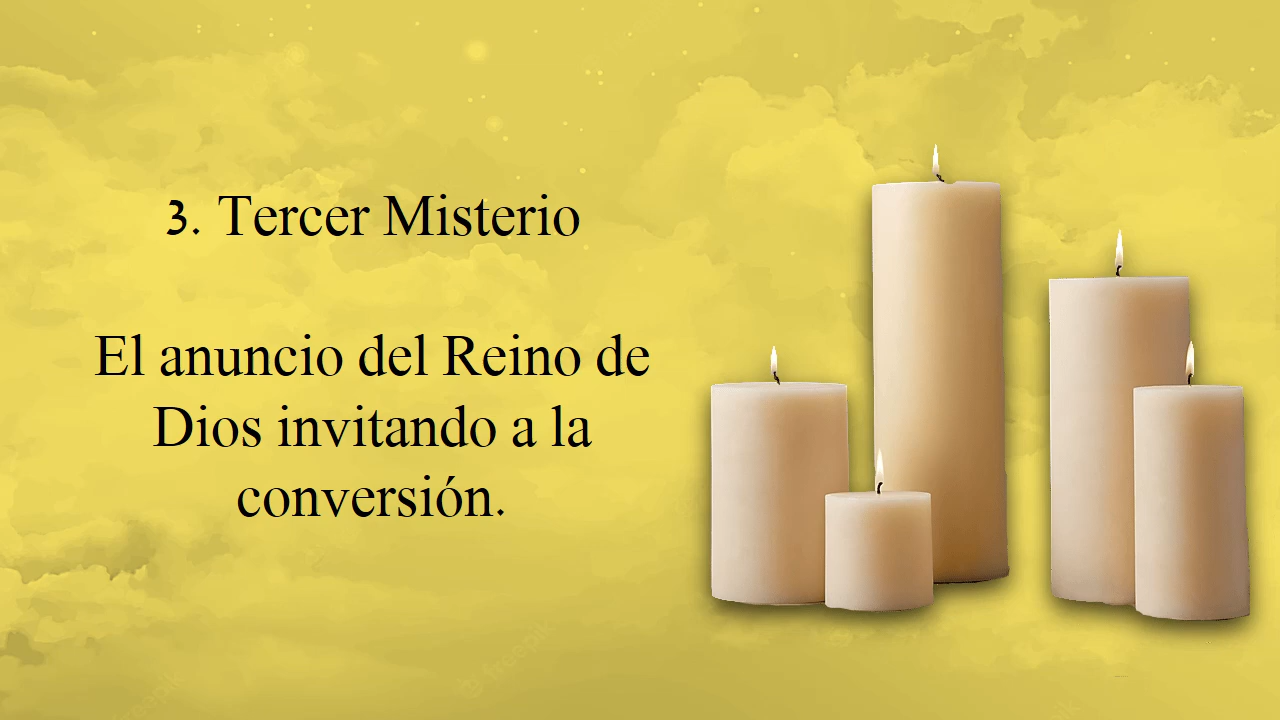 3. Tercer Misterio
El anuncio del Reino de
Dios invitando a la
conversión.